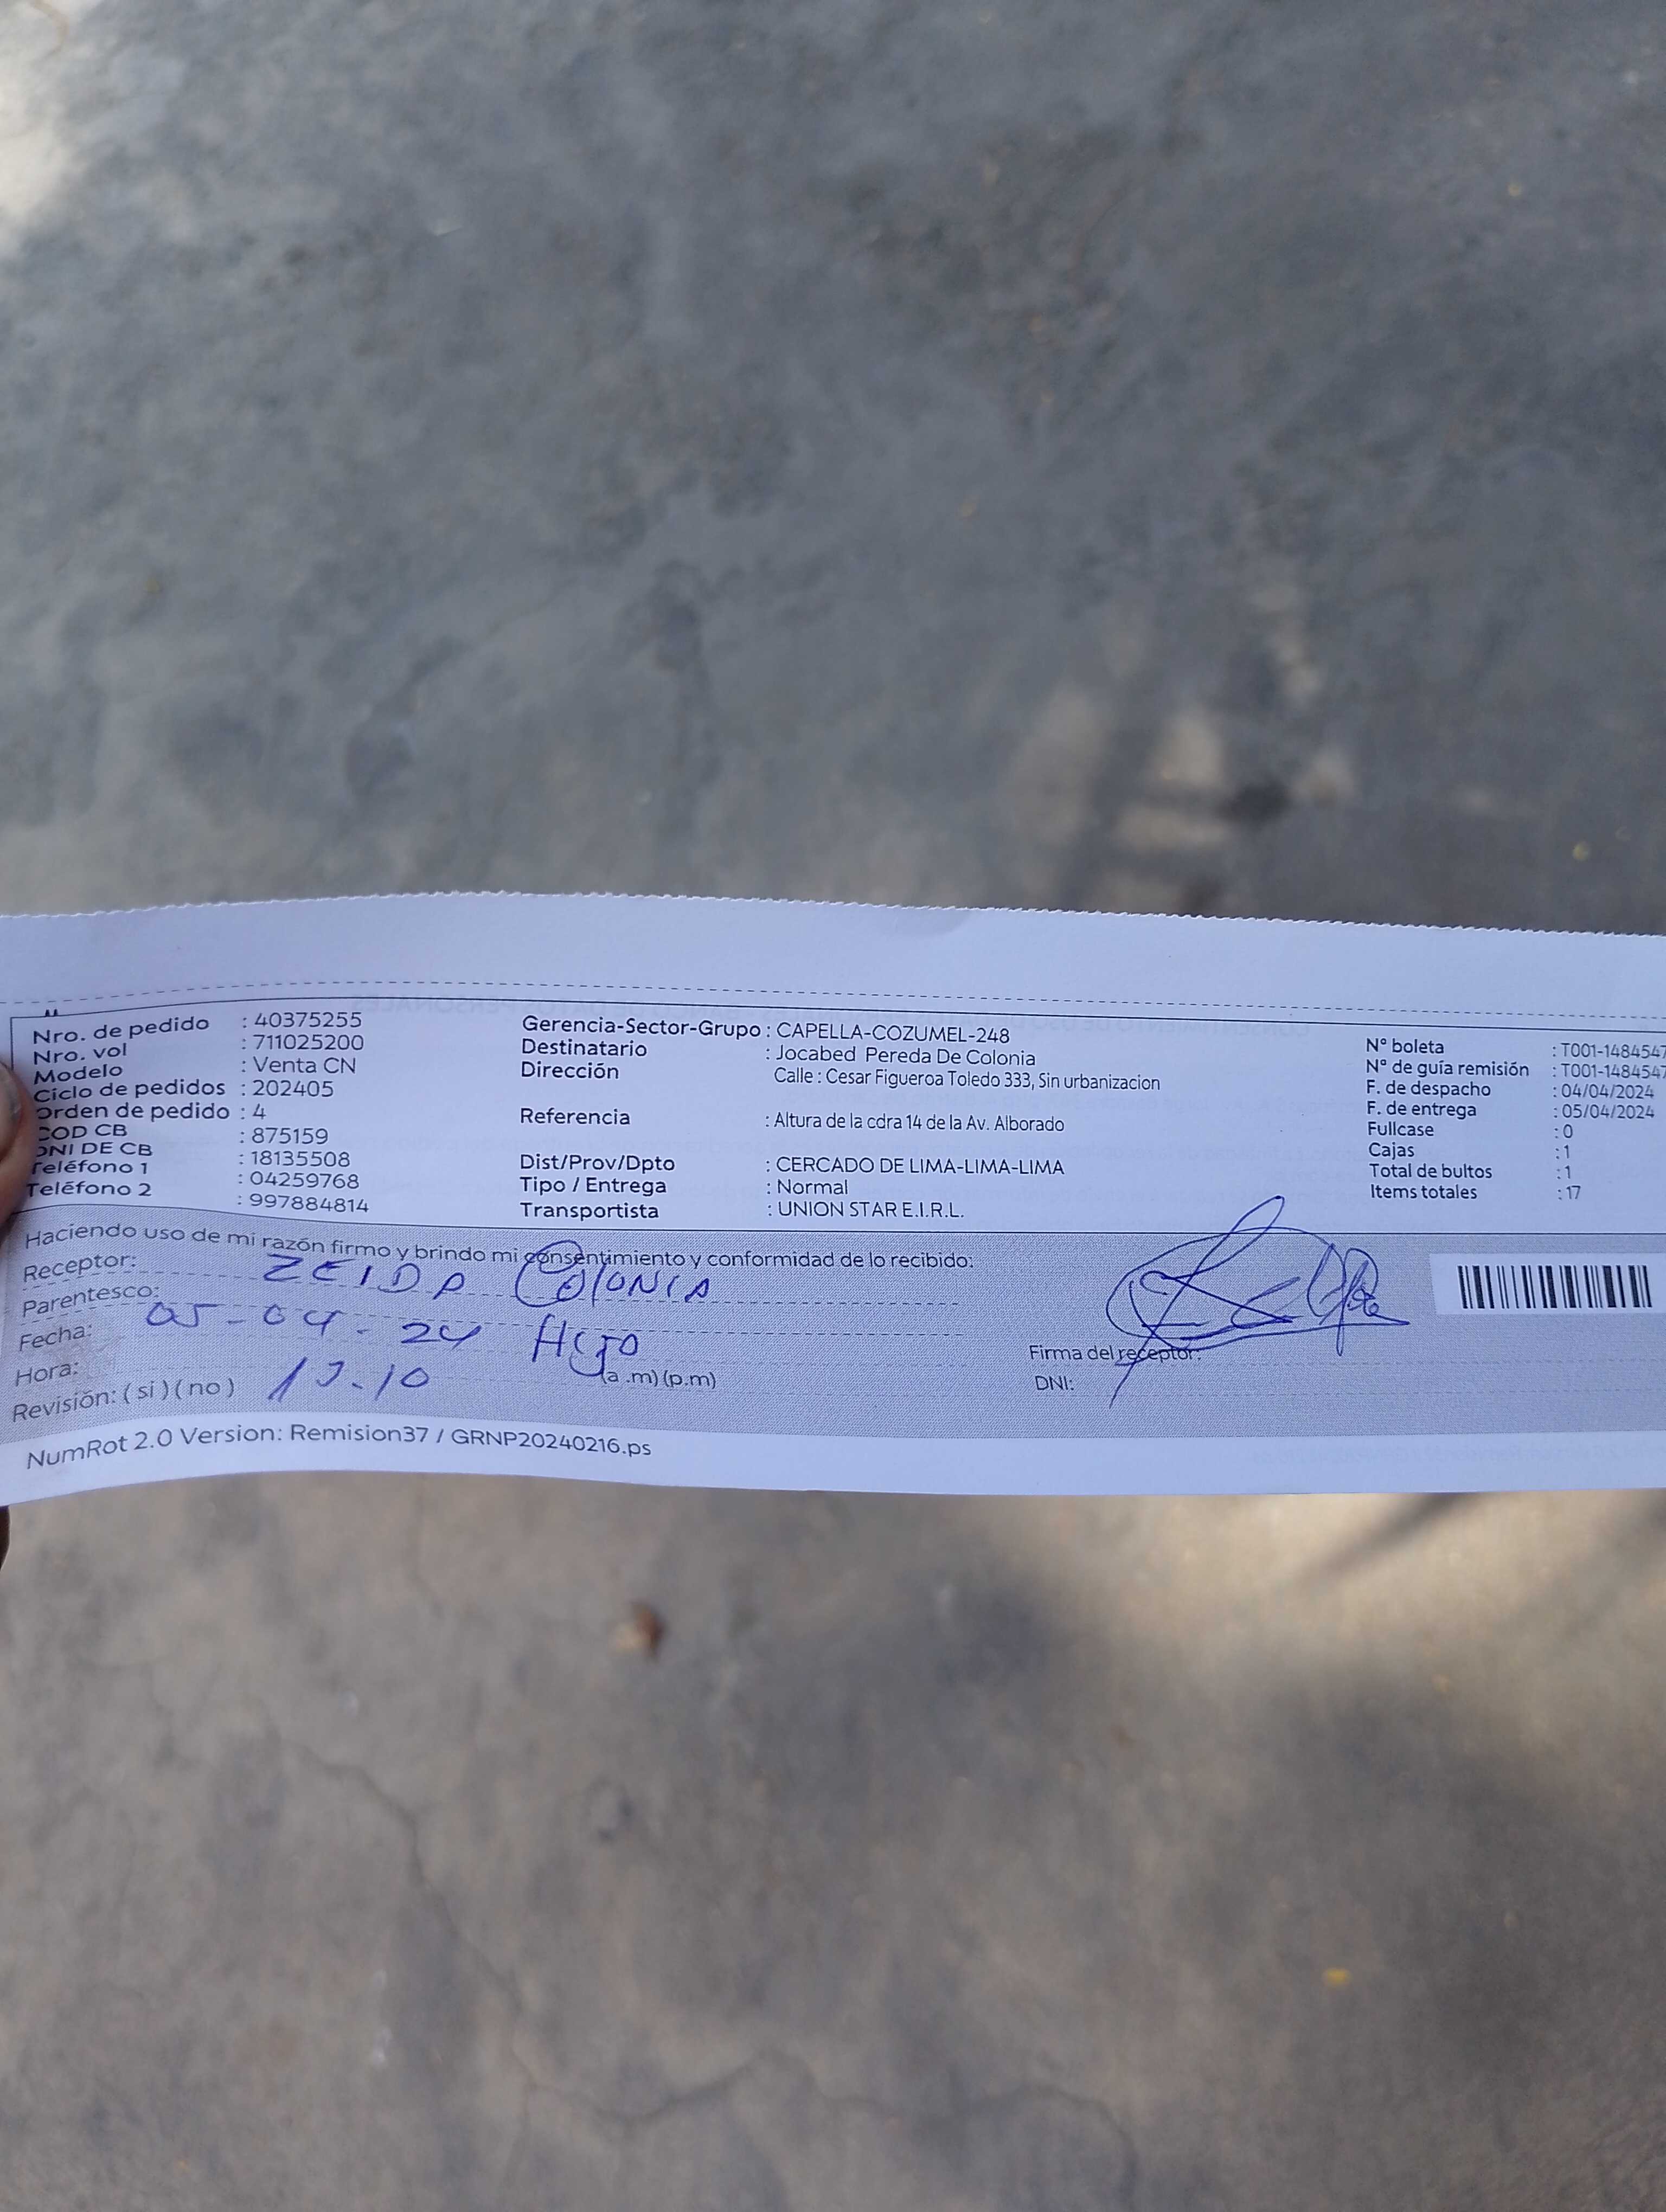 Nro. de pedido : 40375255
Nro. vol : 711025200
Modelo : Venta CN
Ciclo de pedidos : 202405
Orden de pedido : 4
COD CB : 875159
DNI DE CB : 18135508
Teléfono 1 : 04259768
Teléfono 2 : 997884814
Gerencia-Sector-Grupo : CAPELLA-COZUMEL-248
Destinatario : Jocabed Pereda De Colonia
Dirección Calle : Cesar Figueroa Toledo 333, Sin urbanizacion
Referencia : Altura de la cdra 14 de la Av. Alborado
Dist/Prov/Dpto : CERCADO DE LIMA-LIMA-LIMA
Tipo / Entrega : Normal
Transportista : UNION STAR E.I.R.L.
N° boleta : T001-1484547
N° de guía remisión : T001-1484547
F. de despacho : 04/04/2024
F. de entrega : 05/04/2024
Fullcase : 0
Cajas : 1
Total de bultos : 1
Items totales : 17
Haciendo uso de mi razón firmo y brindo mi consentimiento y conformidad de lo recibido:
Receptor: ZEIDA COLONIA
Parentesco: HIJO
Fecha: 05-04-24
Hora: (a.m) (p.m)
Revisión: ( si ) ( no )
Firma del receptor:
DNI:
NumRot 2.0 Version: Remision37 / GRNP20240216.ps